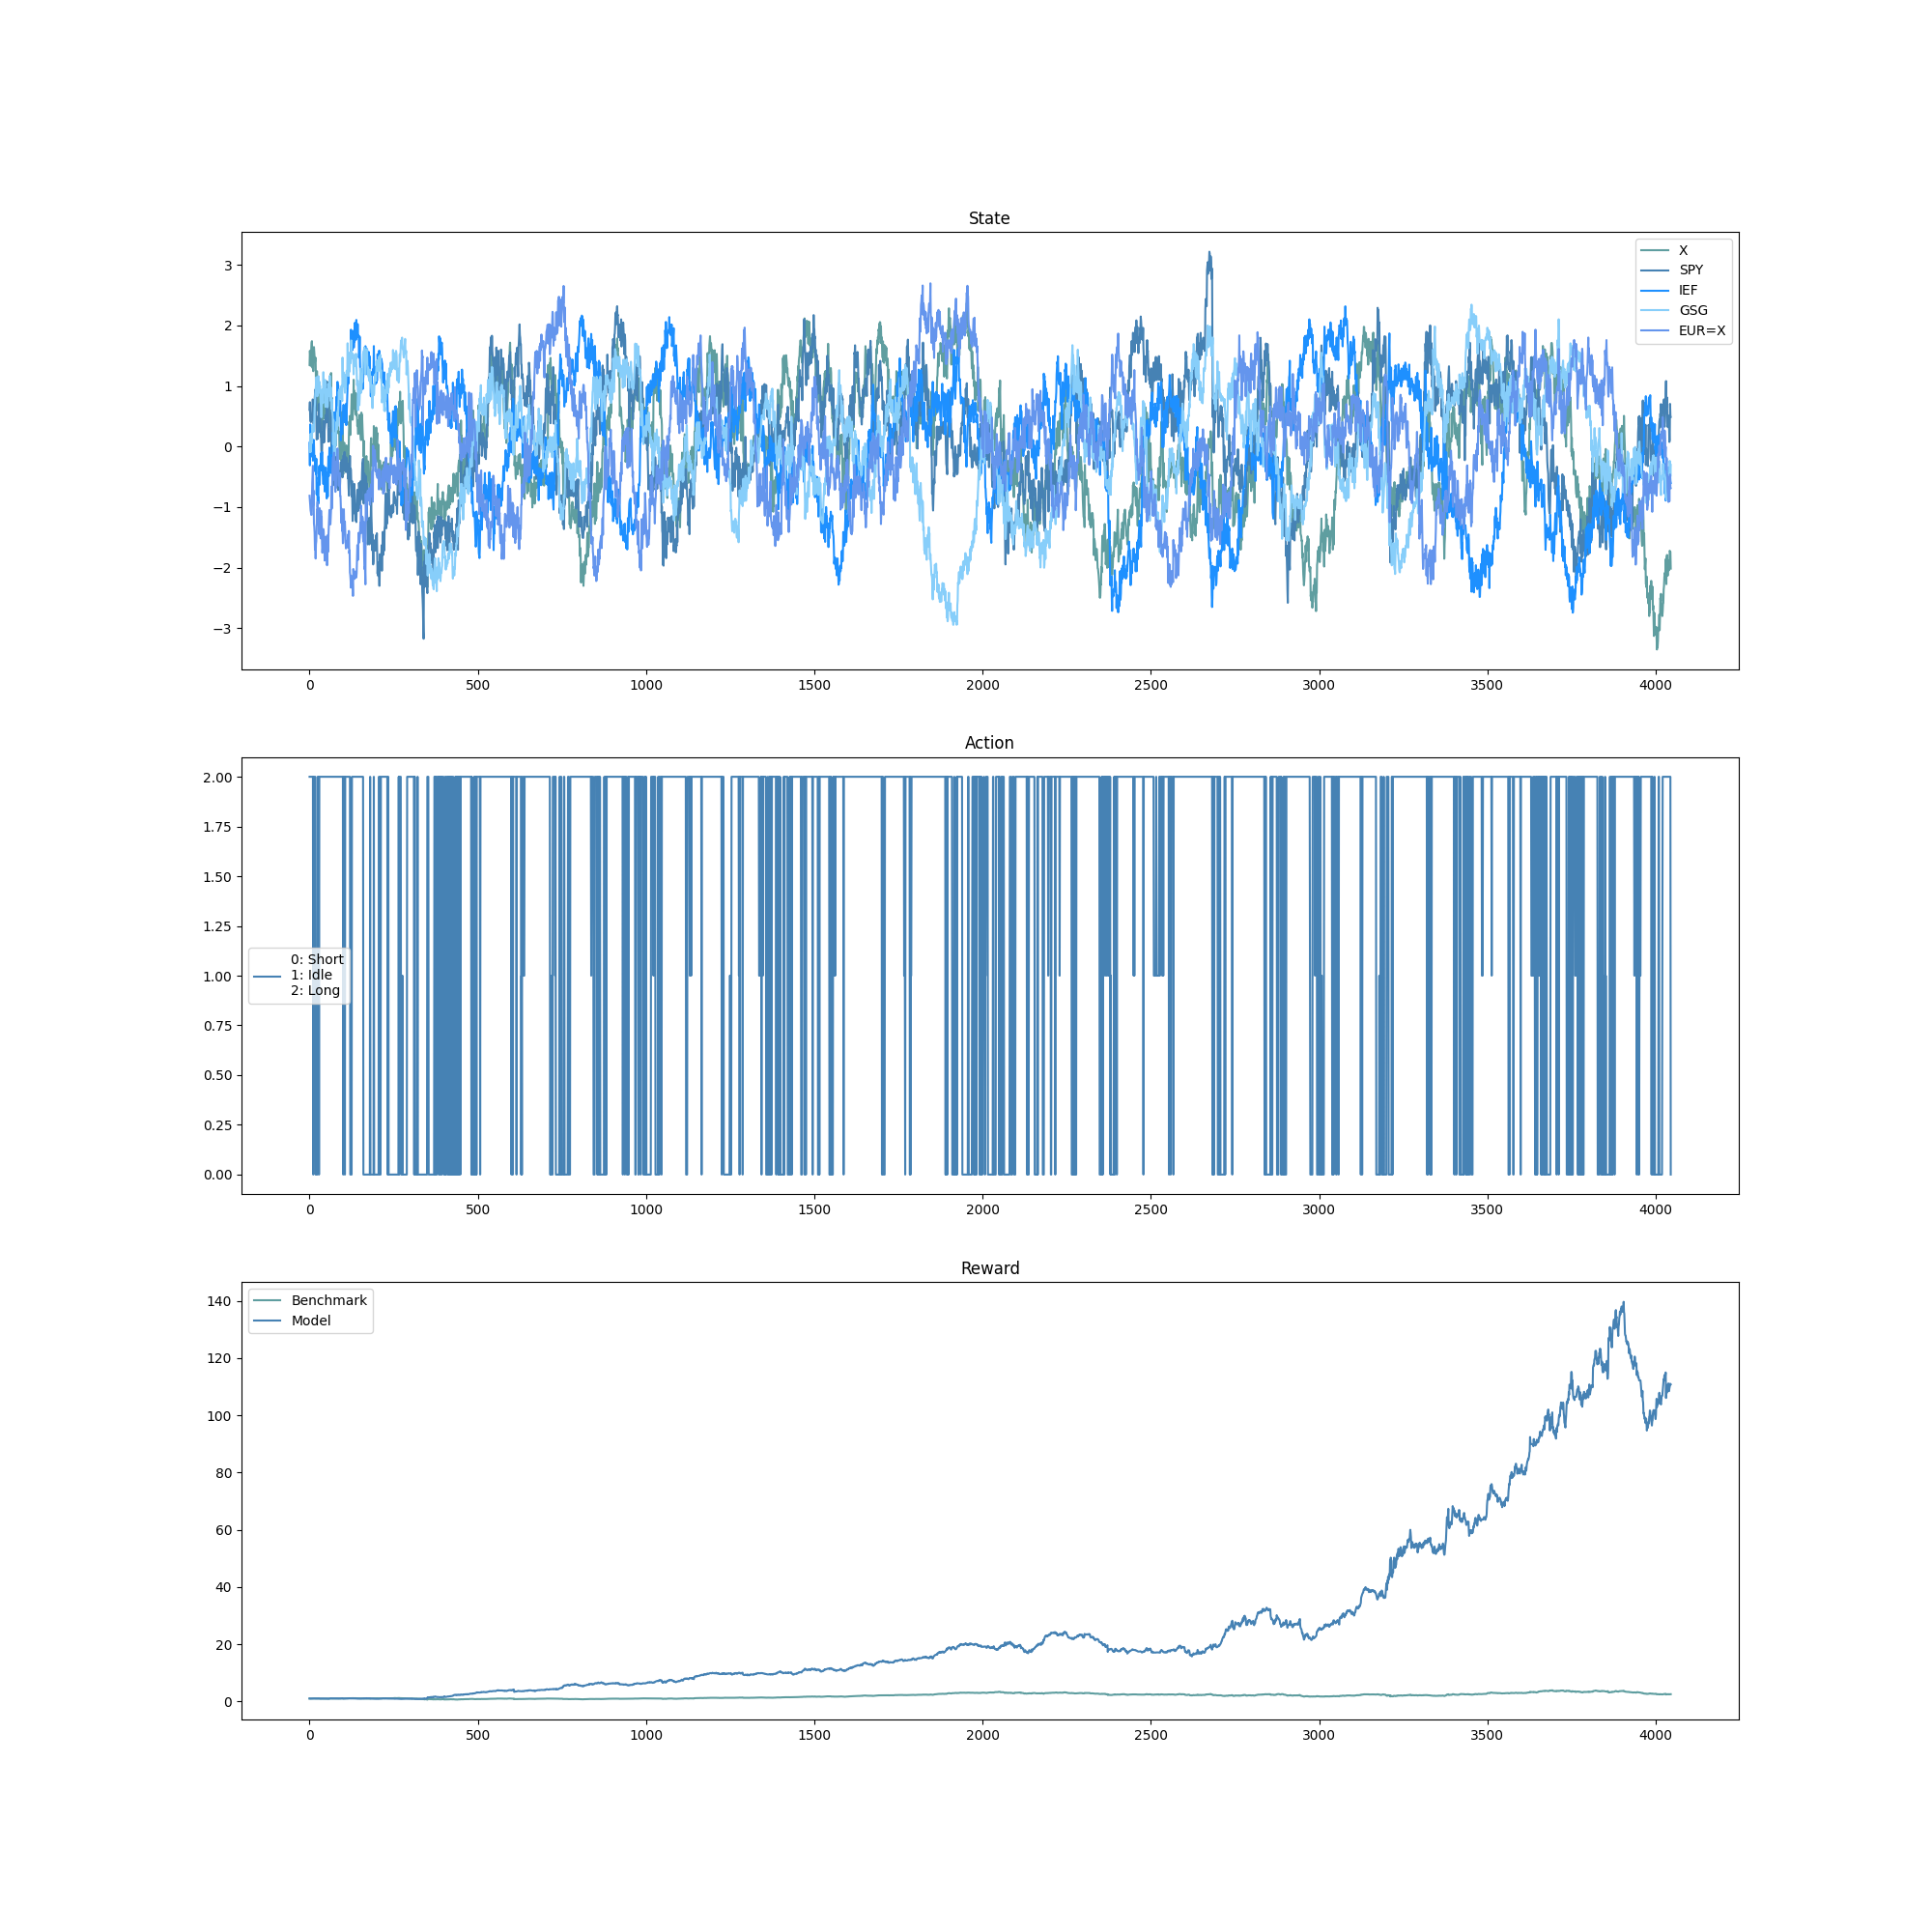 State
3
2
1
0
−1
−2
−3
X
SPY
IEF
GSG
EUR=X
0 500 1000 1500 2000 2500 3000 3500 4000
Action
2.00
1.75
1.50
1.25
1.00
0.75
0.50
0.25
0.00
0: Short
1: Idle
2: Long
0 500 1000 1500 2000 2500 3000 3500 4000
Reward
140
120
100
80
60
40
20
0
Benchmark
Model
0 500 1000 1500 2000 2500 3000 3500 4000